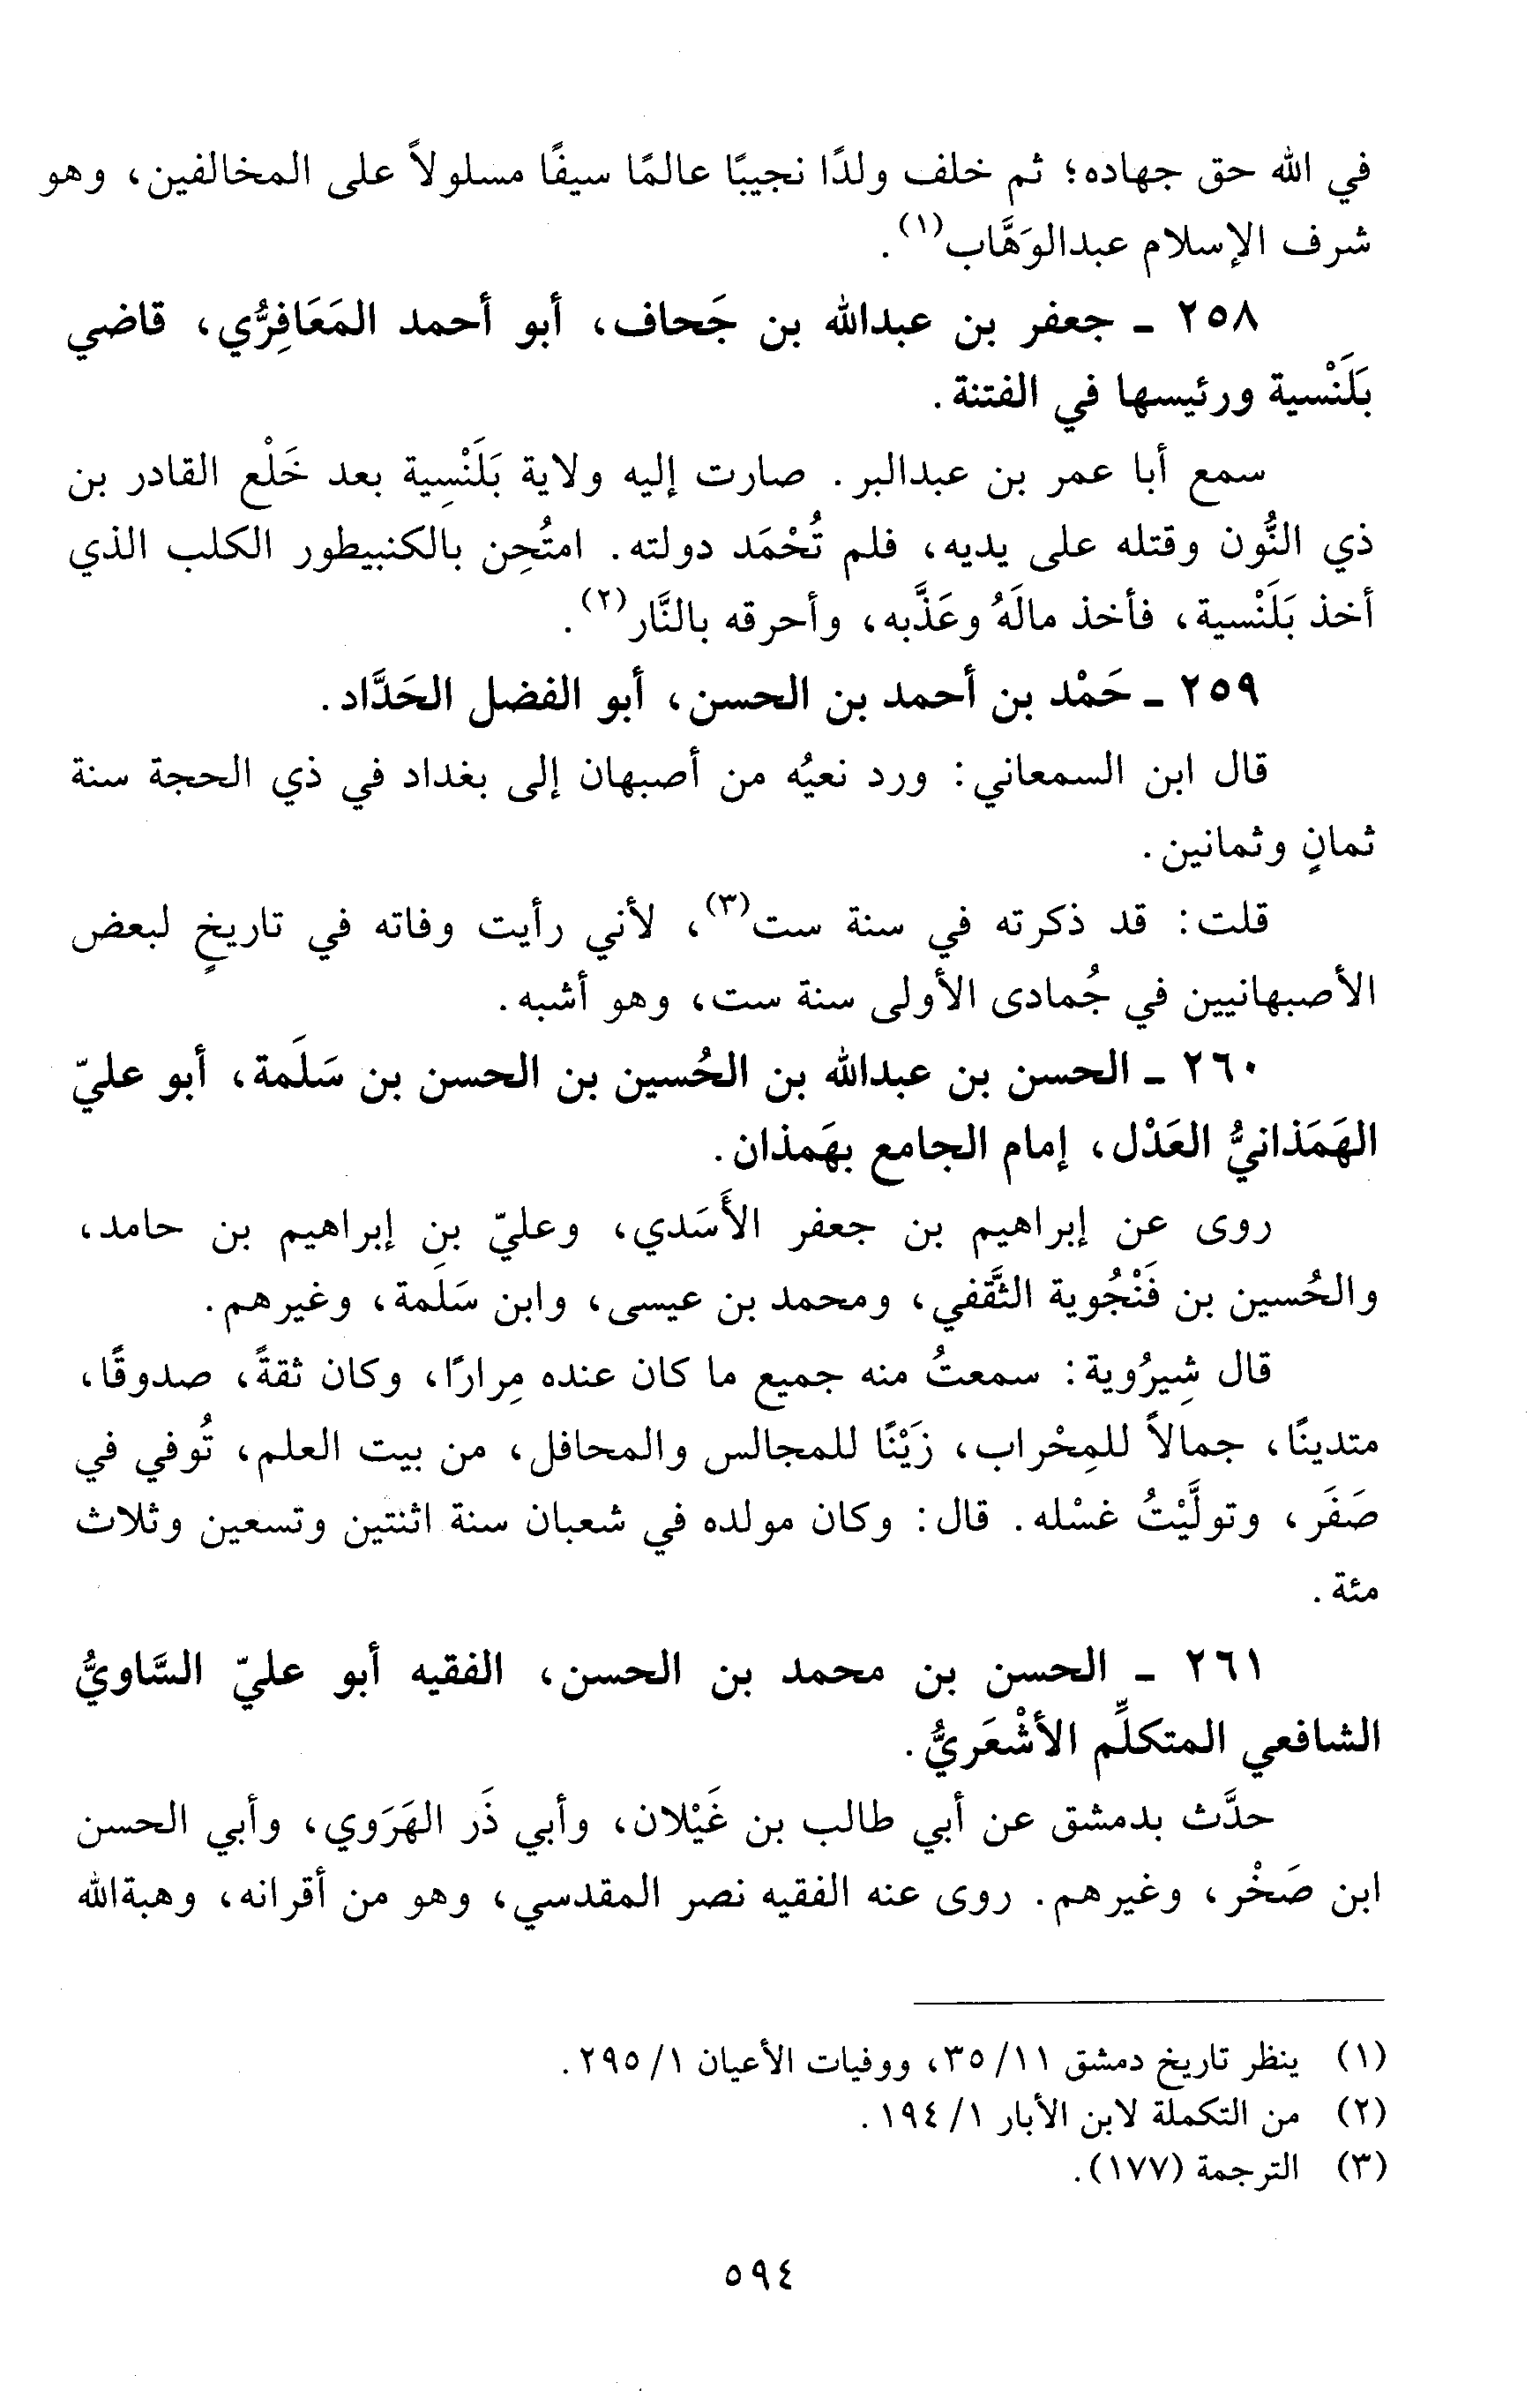 في الله حق جهاده؛ ثم خلف ولدًا نجيبًا عالمًا سيفًا مسلولاً على المخالفين، وهو
شرف الإسلام عبدالوَهَّاب(١).
٢٥٨ - جعفر بن عبدالله بن جَحاف، أبو أحمد المَعَافِرُّي، قاضي
بَلَنْسية ورئيسها في الفتنة.
سمع أبا عمر بن عبدالبر. صارت إليه ولاية بَلَنْسِية بعد خَلْع القادر بن
ذي النُّون وقتله على يديه، فلم تُحْمَد دولته. امتُحِن بالكنبيطور الكلب الذي
أخذ بَلَنْسية، فأخذ مالَهُ وعَذَّبه، وأحرقه بالنَّار(٢).
٢٥٩ - حَمْد بن أحمد بن الحسن، أبو الفضل الحَدَّاد.
قال ابن السمعاني: ورد نعيُه من أصبهان إلى بغداد في ذي الحجة سنة
ثمانٍ وثمانين.
قلت: قد ذكرته في سنة ست(٣)، لأني رأيت وفاته في تاريخٍ لبعض
الأصبهانيين في جُمادى الأولى سنة ست، وهو أشبه.
٢٦٠ - الحسن بن عبدالله بن الحُسين بن الحسن بن سَلَمة، أبو عليّ
الهَمَذانيُّ العَدْل، إمام الجامع بهَمذان.
روى عن إبراهيم بن جعفر الأَسَدي، وعليّ بنِ إبراهيم بن حامد،
والحُسين بن فَنْجُوية الثَّقفي، ومحمد بن عيسى، وابن سَلَمة، وغيرهم.
قال شِيرُوية: سمعتُ منه جميع ما كان عنده مِرارًا، وكان ثقةً، صدوقًا،
متدينًا، جمالاً للمِحْراب، زَيْنًا للمجالس والمحافل، من بيت العلم، تُوفي في
صَفَر، وتولَّيْتُ غسْله. قال: وكان مولده في شعبان سنة اثنتين وتسعين وثلاث
مئة.
٢٦١ - الحسن بن محمد بن الحسن، الفقيه أبو عليّ السَّاويُّ
الشافعي المتكلِّم الأشْعَريُّ.
حدَّث بدمشق عن أبي طالب بن غَيْلان، وأبي ذَر الهَرَوي، وأبي الحسن
ابن صَخْر، وغيرهم. روى عنه الفقيه نصر المقدسي، وهو من أقرانه، وهبةالله
(١) ينظر تاريخ دمشق ١١/ ٣٥، ووفيات الأعيان ١/ ٢٩٥.
(٢) من التكملة لابن الأبار ١/ ١٩٤.
(٣) الترجمة (١٧٧).
٥٩٤